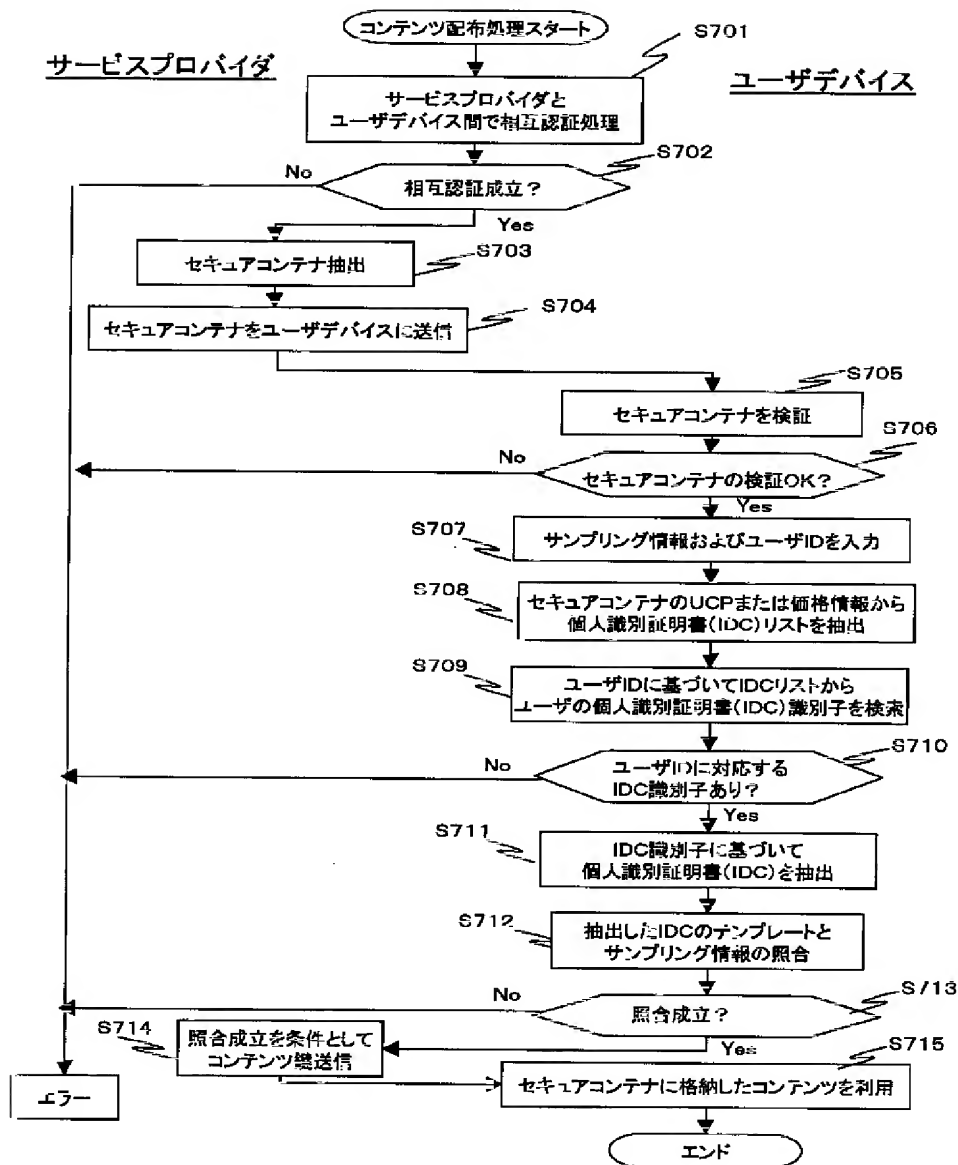 コンテンツ配布処理スタート
サービスプロバイダ
ユーザデバイス
S701
サービスプロバイダと
ユーザデバイス間で相互認証処理
S702
No
相互認証成立？
Yes
S703
セキュアコンテナ抽出
S704
セキュアコンテナをユーザデバイスに送信
S705
セキュアコンテナを検証
S706
No
セキュアコンテナの検証OK？
Yes
S707
サンプリング情報およびユーザIDを入力
S708
セキュアコンテナのUCPまたは価格情報から
個人識別証明書（IDC）リストを抽出
S709
ユーザIDに基づいてIDCリストから
ユーザの個人識別証明書（IDC）識別子を検索
S710
No
ユーザIDに対応する
IDC識別子あり？
Yes
S711
IDC識別子に基づいて
個人識別証明書（IDC）を抽出
S712
抽出したIDCのテンプレートと
サンプリング情報の照合
S713
No
照合成立？
Yes
S714
照合成立を条件として
コンテンツ鍵送信
S715
セキュアコンテナに格納したコンテンツを利用
エラー
エンド